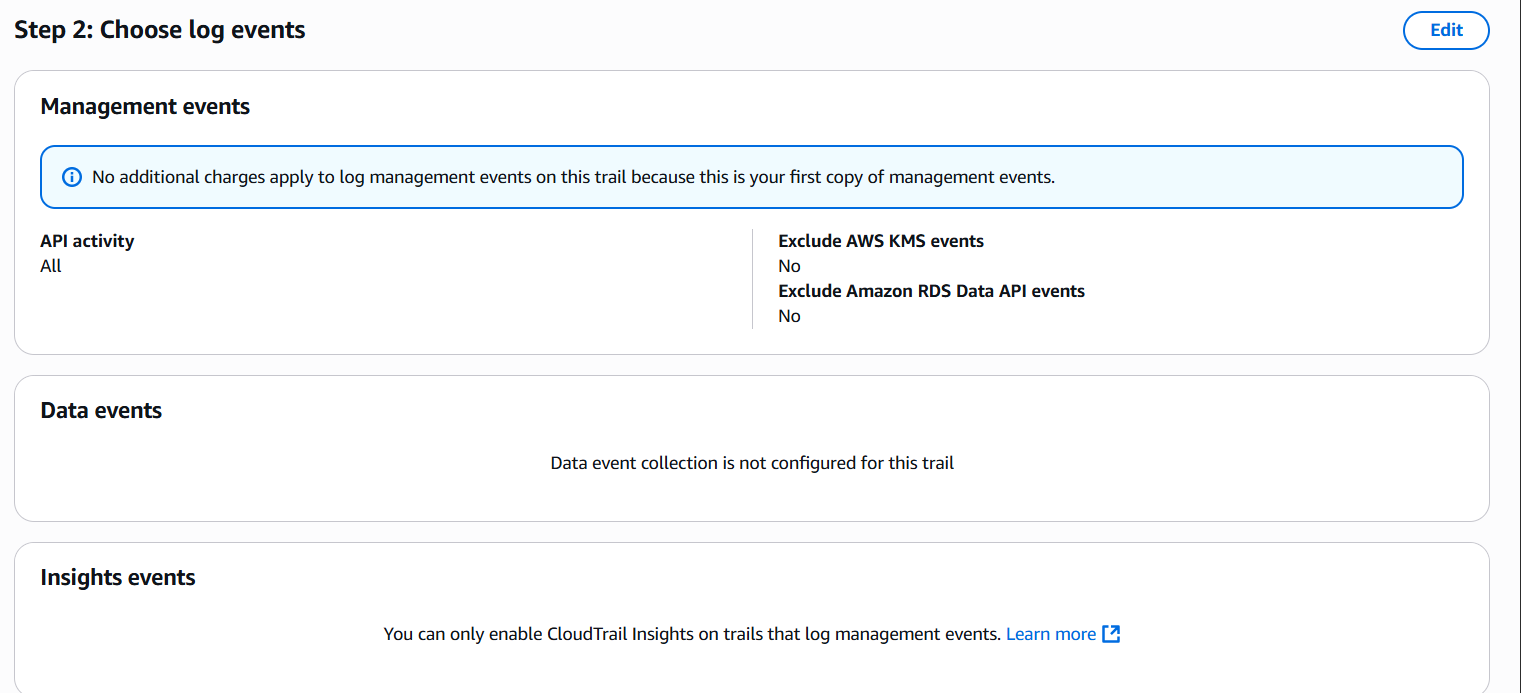 Step 2: Choose log events
Edit
Management events
No additional charges apply to log management events on this trail because this is your first copy of management events.
API activity
All
Exclude AWS KMS events
No
Exclude Amazon RDS Data API events
No
Data events
Data event collection is not configured for this trail
Insights events
You can only enable CloudTrail Insights on trails that log management events. Learn more